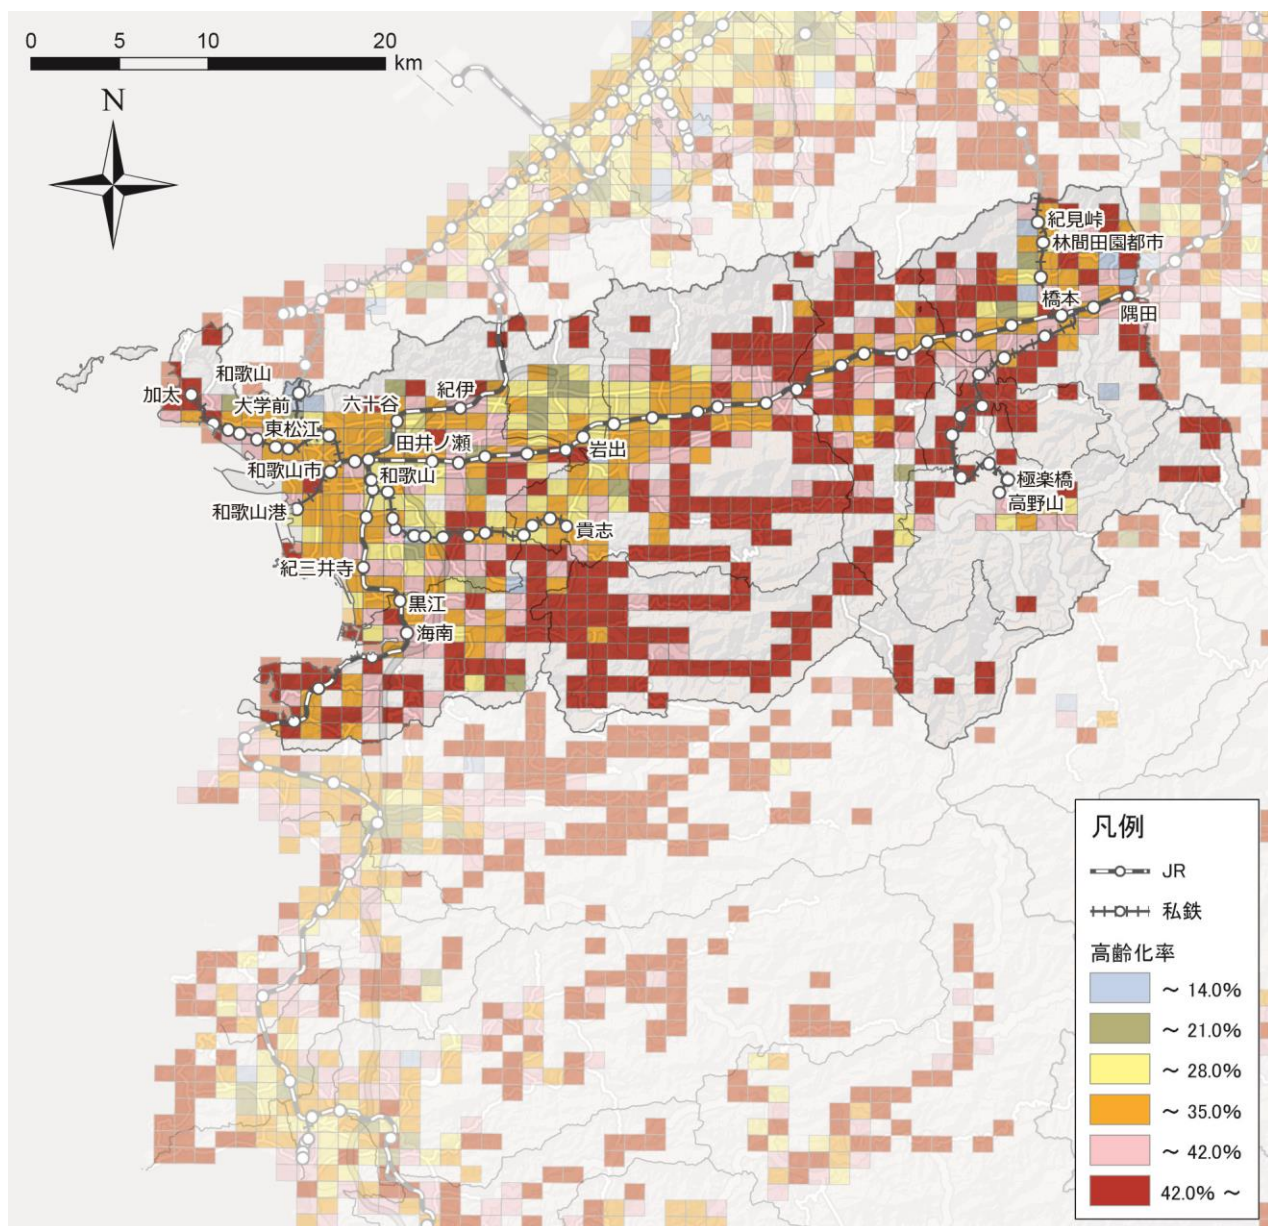 0 5 10 20
km
N
紀見峠
林間田園都市
橋本
隅田
和歌山
大学前
加太
六十谷
紀伊
東松江
田井ノ瀬
岩出
和歌山市
和歌山
極楽橋
高野山
和歌山港
貴志
紀三井寺
黒江
海南
凡例
JR
私鉄
高齢化率
～ 14.0%
～ 21.0%
～ 28.0%
～ 35.0%
～ 42.0%
42.0% ～